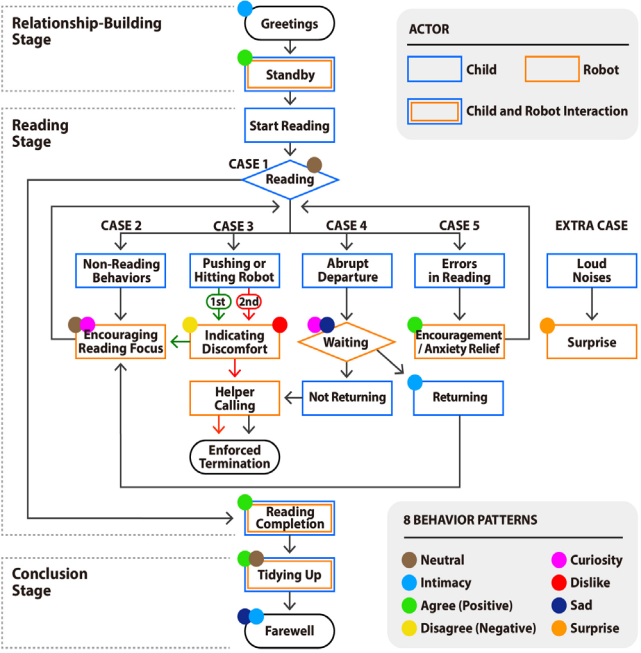 Relationship-Building
Stage
Greetings
Standby
ACTOR
Child
Robot
Child and Robot Interaction
Reading
Stage
Start Reading
CASE 1
Reading
CASE 2
CASE 3
CASE 4
CASE 5
EXTRA CASE
Non-Reading
Behaviors
Pushing or
Hitting Robot
Abrupt
Departure
Errors
in Reading
Loud
Noises
1st
2nd
Encouraging
Reading Focus
Indicating
Discomfort
Waiting
Encouragement
/ Anxiety Relief
Surprise
Helper
Calling
Not Returning
Returning
Enforced
Termination
Reading
Completion
Conclusion
Stage
Tidying Up
Farewell
8 BEHAVIOR PATTERNS
Neutral
Intimacy
Agree (Positive)
Disagree (Negative)
Curiosity
Dislike
Sad
Surprise